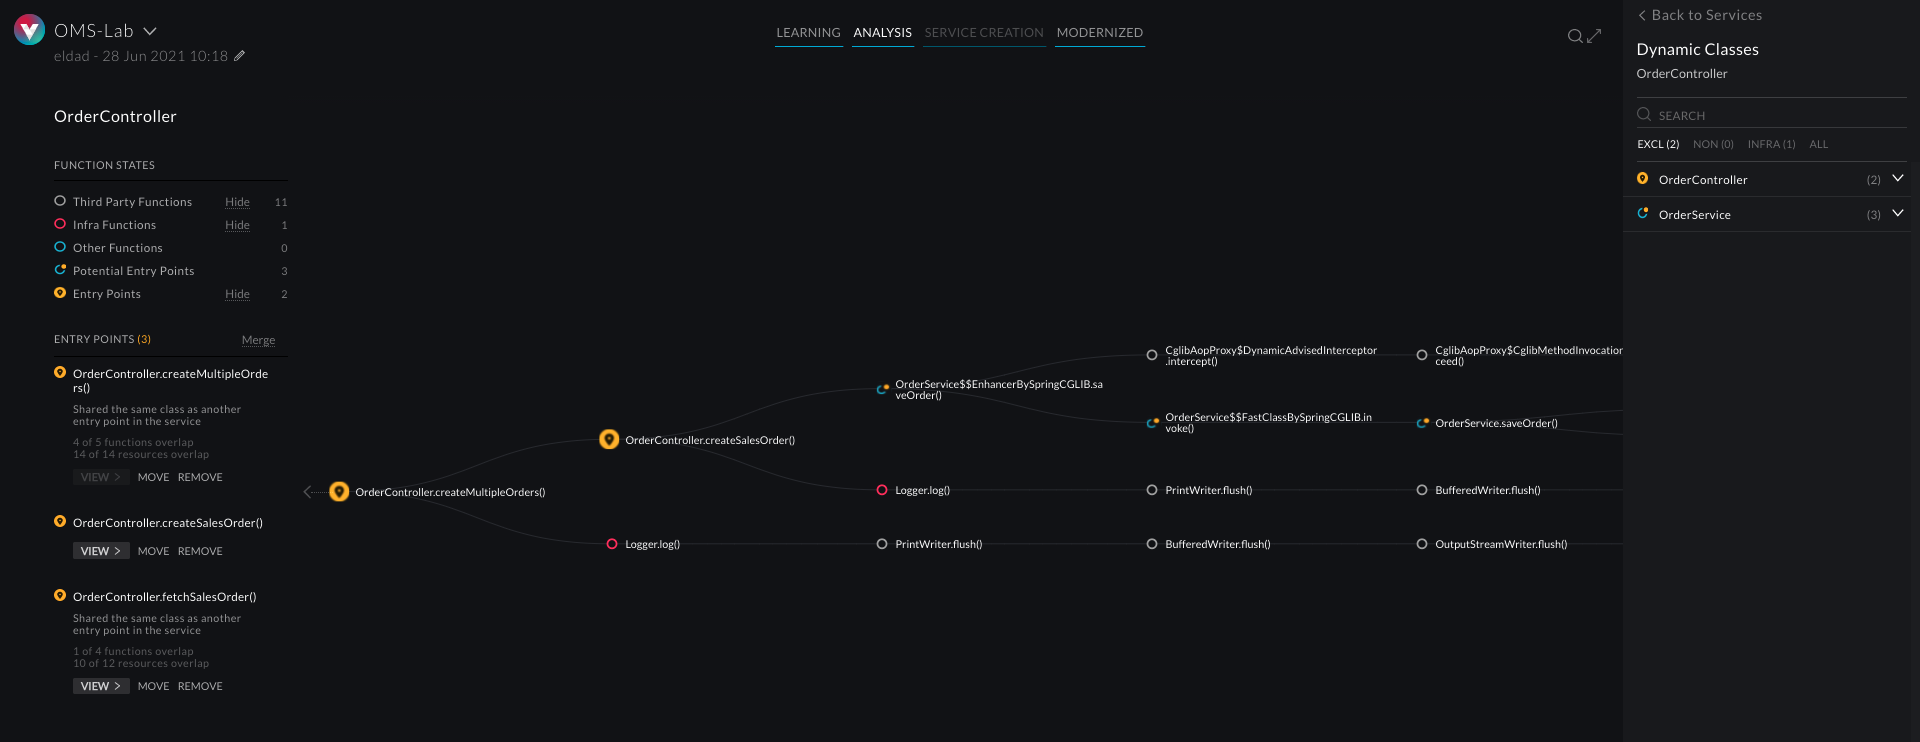 OMS-Lab
eldad - 28 Jun 2021 10:18
LEARNING ANALYSIS SERVICE CREATION MODERNIZED
OrderController
FUNCTION STATES
Third Party Functions Hide 11
Infra Functions Hide 1
Other Functions 0
Potential Entry Points 3
Entry Points Hide 2
ENTRY POINTS (3) Merge
OrderController.createMultipleOrde
rs()
Shared the same class as another
entry point in the service
4 of 5 functions overlap
14 of 14 resources overlap
VIEW > MOVE REMOVE
OrderController.createSalesOrder()
VIEW > MOVE REMOVE
OrderController.fetchSalesOrder()
Shared the same class as another
entry point in the service
1 of 4 functions overlap
10 of 12 resources overlap
VIEW > MOVE REMOVE
OrderController.createMultipleOrders()
OrderController.createSalesOrder()
Logger.log()
OrderService$$EnhancerBySpringCGLIB.sa
veOrder()
Logger.log()
PrintWriter.flush()
CglibAopProxy$DynamicAdvisedInterceptor
.intercept()
OrderService$$FastClassBySpringCGLIB.in
voke()
PrintWriter.flush()
BufferedWriter.flush()
CglibAopProxy$CglibMethodInvocation
ceed()
OrderService.saveOrder()
BufferedWriter.flush()
OutputStreamWriter.flush()
< Back to Services
Dynamic Classes
OrderController
SEARCH
EXCL (2) NON (0) INFRA (1) ALL
OrderController (2)
OrderService (3)